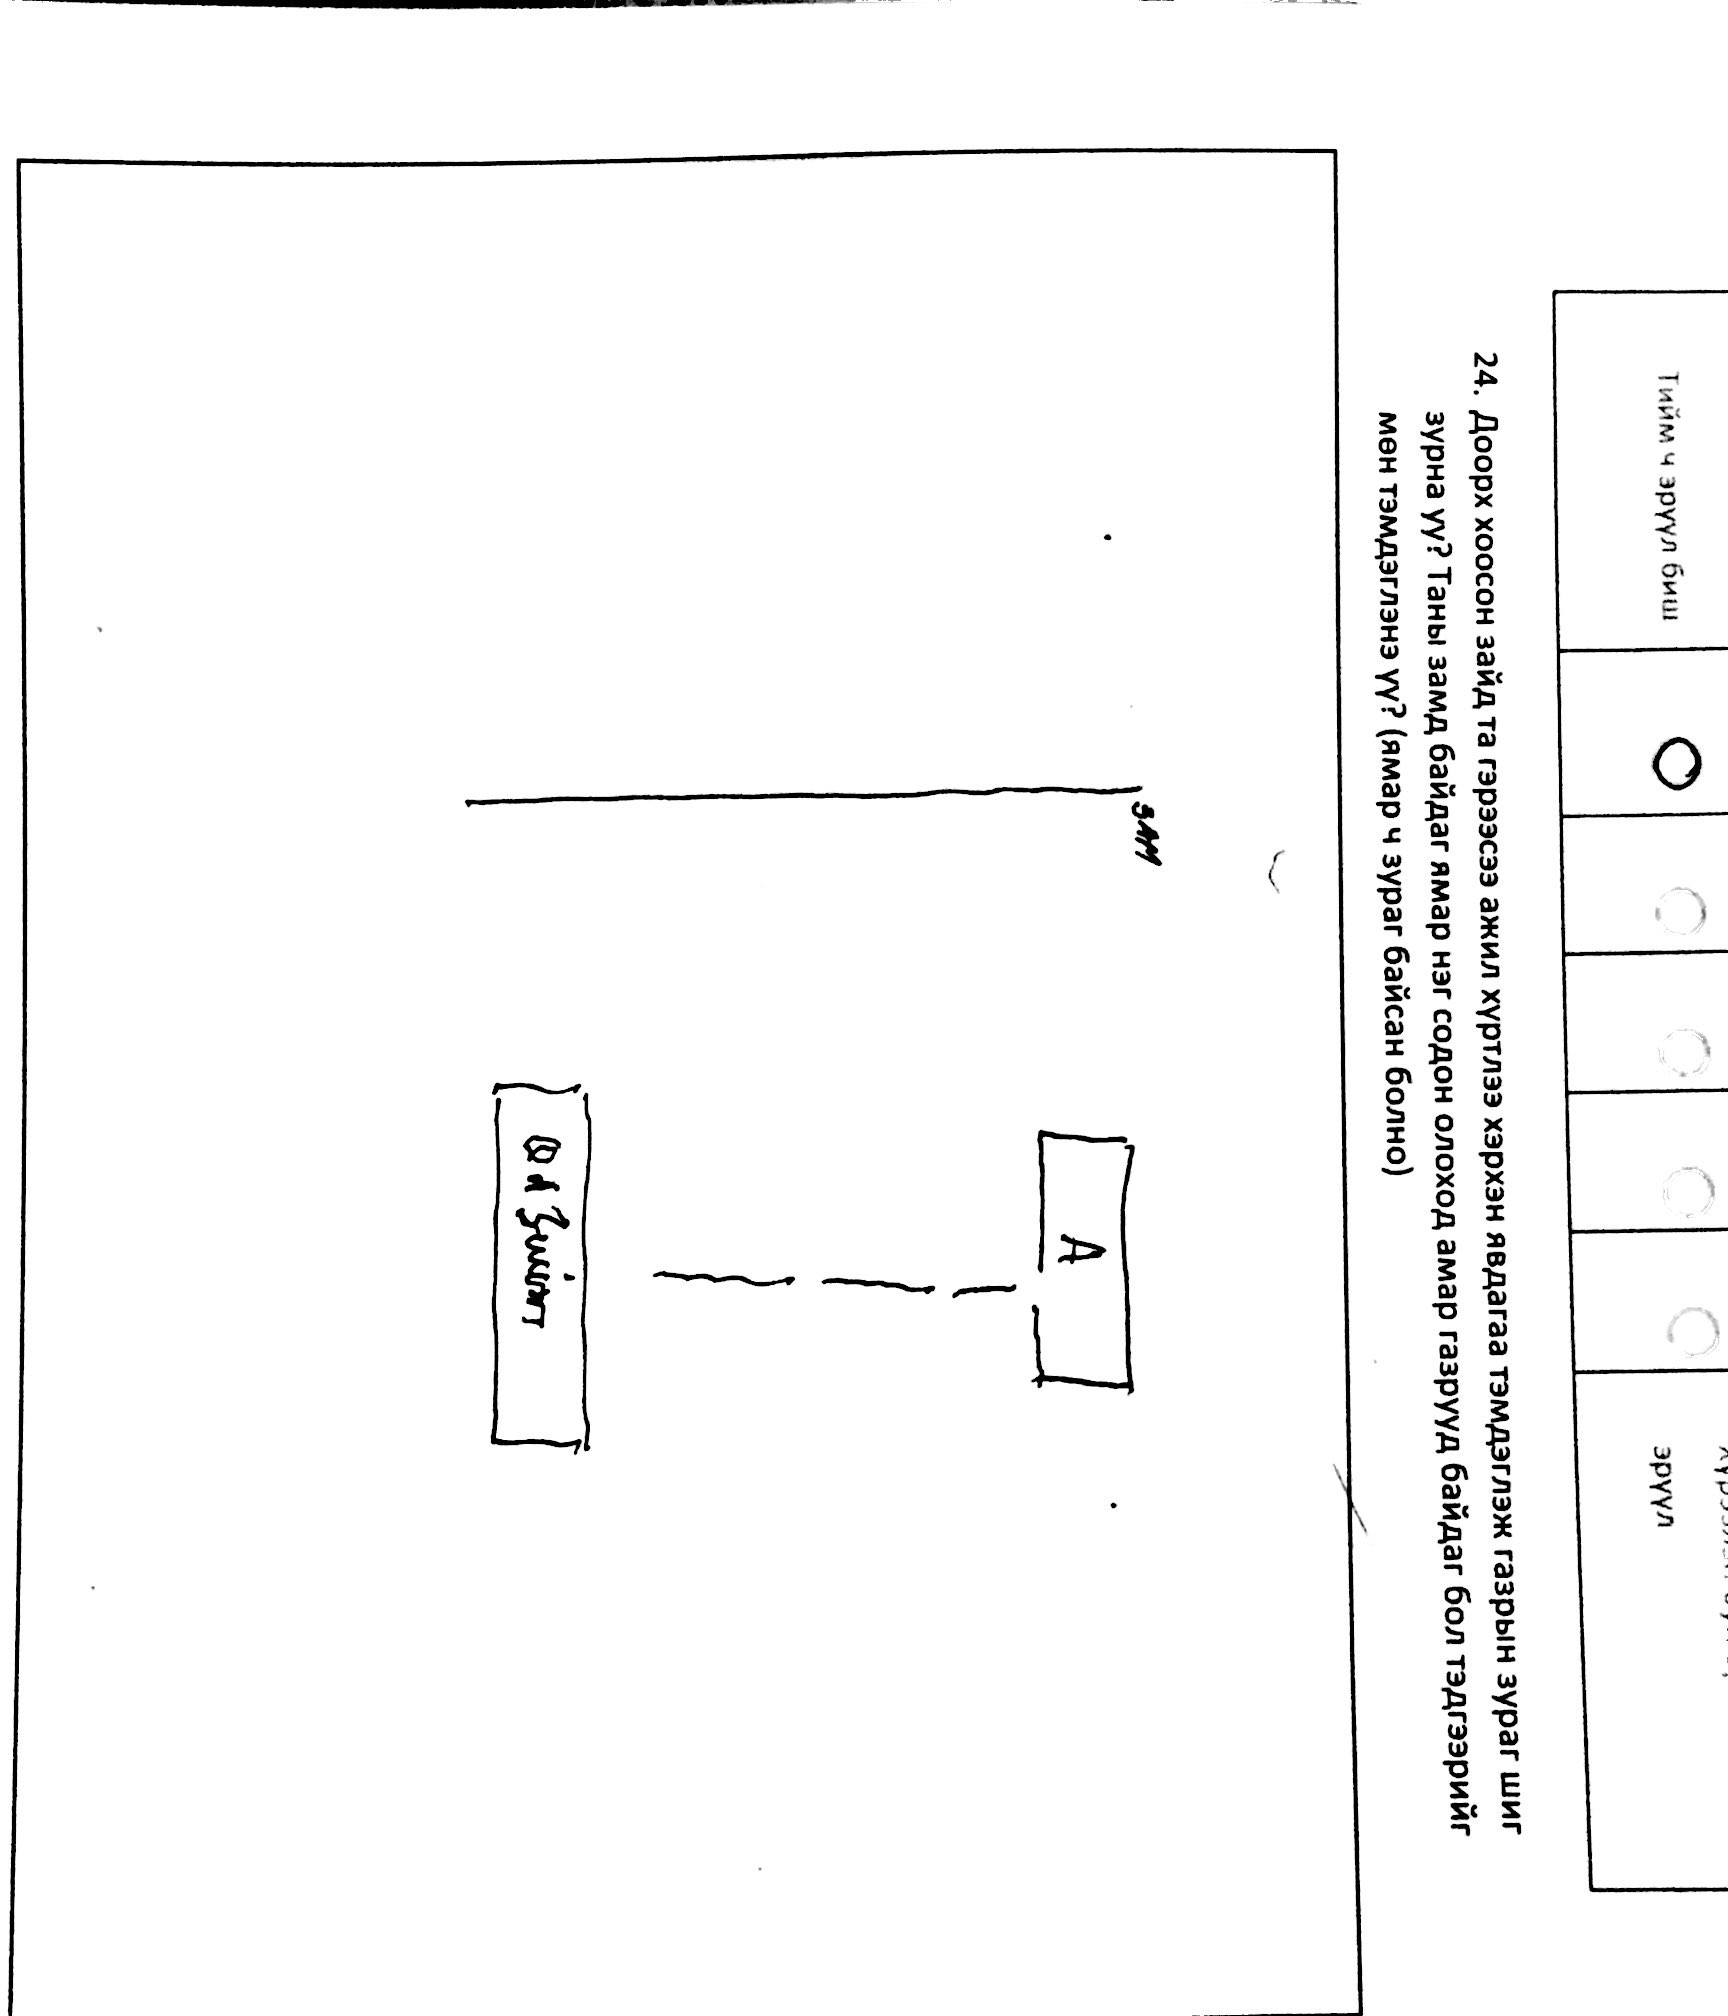 Тийм ч эрүүл биш
эрүүл
24. Доорх хоосон зайд та гэрээсээ ажил хүртлээ хэрхэн явдагаа тэмдэглэж газрын зураг шиг
зурна уу? Таны замд байдаг ямар нэг содон олоход амар газрууд байдаг бол тэдгээрийг
мөн тэмдэглэнэ үү? (ямар ч зураг байсан болно)
зам
А